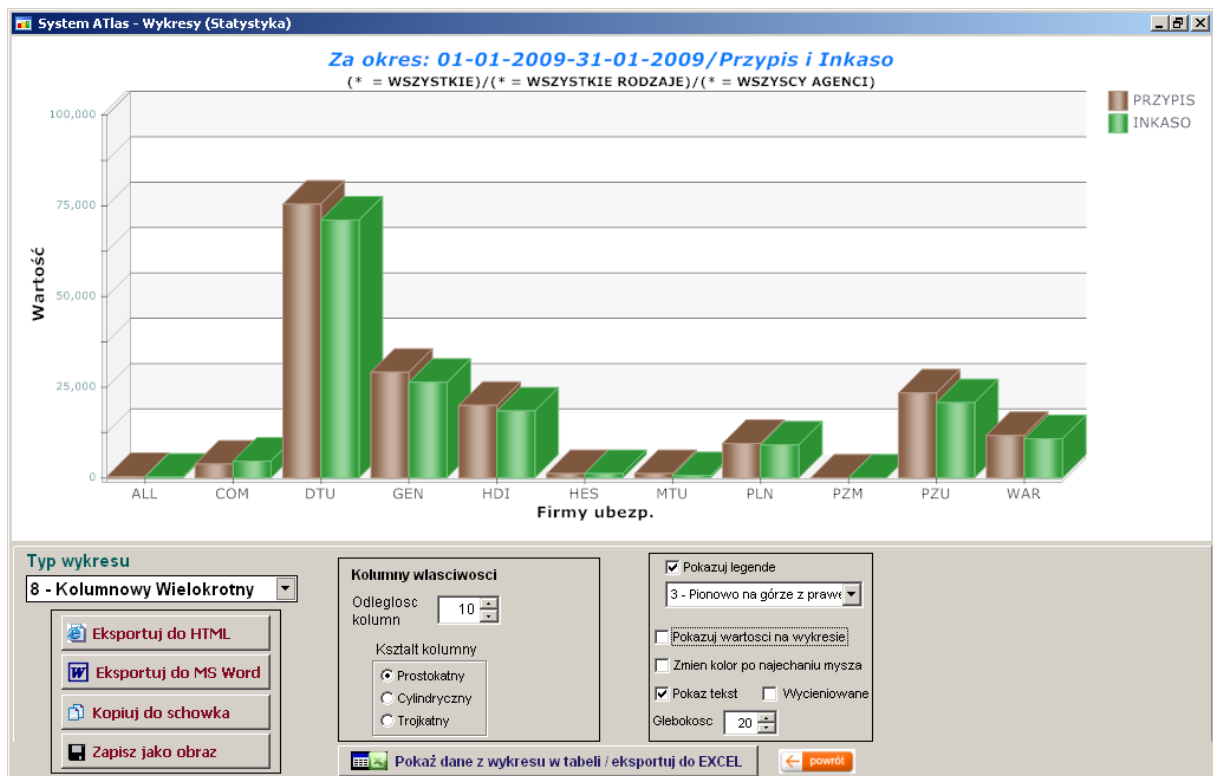 System ATlas - Wykresy (Statystyka)
Za okres: 01-01-2009-31-01-2009/Przypis i Inkaso
(* = WSZYSTKIE)/(* = WSZYSTKIE RODZAJE)/(* = WSZYSCY AGENCI)
PRZYPIS
INKASO
100,000
75,000
50,000
25,000
0
Wartość
ALL COM DTU GEN HDI HES MTU PLN PZM PZU WAR
Firmy ubezp.
Typ wykresu
8 - Kolumnowy Wielokrotny
Eksportuj do HTML
Eksportuj do MS Word
Kopiuj do schowka
Zapisz jako obraz
Kolumny wlasciwosci
Odleglosc kolumn
10
Ksztalt kolumny
Prostokatny
Cylindryczny
Trojkatny
Pokazuj legende
3 - Pionowo na górze z prawe
Pokazuj wartosci na wykresie
Zmien kolor po najechaniu mysza
Pokaz tekst Wycieniowane
Glebokosc 20
Pokaż dane z wykresu w tabeli / eksportuj do EXCEL
powrót